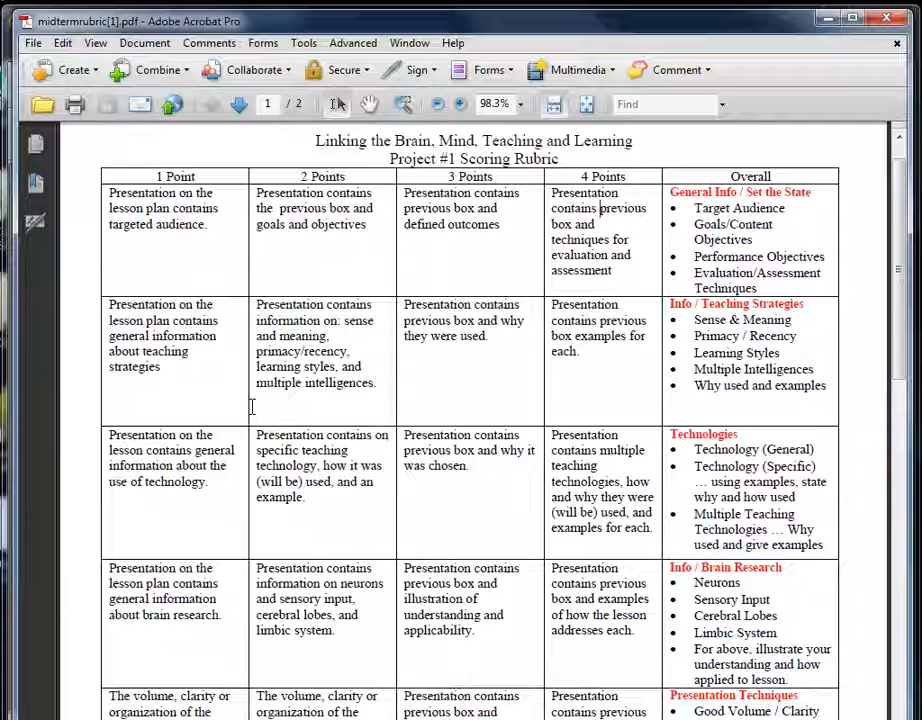 midtermrubric[1].pdf - Adobe Acrobat Pro
File Edit View Document Comments Forms Tools Advanced Window Help
Create Combine Collaborate Secure Sign Forms Multimedia Comment
1 / 2 98.3% Find
Linking the Brain, Mind, Teaching and Learning
Project #1 Scoring Rubric
1 Point 2 Points 3 Points 4 Points Overall
Presentation on the
lesson plan contains
targeted audience.
Presentation contains
the previous box and
goals and objectives
Presentation contains
previous box and
defined outcomes
Presentation
contains previous
box and
techniques for
evaluation and
assessment
General Info / Set the State
• Target Audience
• Goals/Content
Objectives
• Performance Objectives
• Evaluation/Assessment
Techniques
Presentation on the
lesson plan contains
general information
about teaching
strategies
Presentation contains
information on: sense
and meaning,
primacy/recency,
learning styles, and
multiple intelligences.
Presentation contains
previous box and why
they were used.
Presentation
contains previous
box examples for
each.
Info / Teaching Strategies
• Sense & Meaning
• Primacy / Recency
• Learning Styles
• Multiple Intelligences
• Why used and examples
Presentation on the
lesson contains general
information about the
use of technology.
Presentation contains on
specific teaching
technology, how it was
(will be) used, and an
example.
Presentation contains
previous box and why it
was chosen.
Presentation
contains multiple
teaching
technologies, how
and why they were
(will be) used, and
examples for each.
Technologies
• Technology (General)
• Technology (Specific)
… using examples, state
why and how used
• Multiple Teaching
Technologies … Why
used and give examples
Presentation on the
lesson plan contains
general information
about brain research.
Presentation contains
information on neurons
and sensory input,
cerebral lobes, and
limbic system.
Presentation contains
previous box and
illustration of
understanding and
applicability.
Presentation
contains previous
box and examples
of how the lesson
addresses each.
Info / Brain Research
• Neurons
• Sensory Input
• Cerebral Lobes
• Limbic System
• For above, illustrate your
understanding and how
applied to lesson.
The volume, clarity or
organization of the
The volume, clarity or
organization of the
Presentation contains
previous box and
Presentation
contains previous
Presentation Techniques
• Good Volume / Clarity